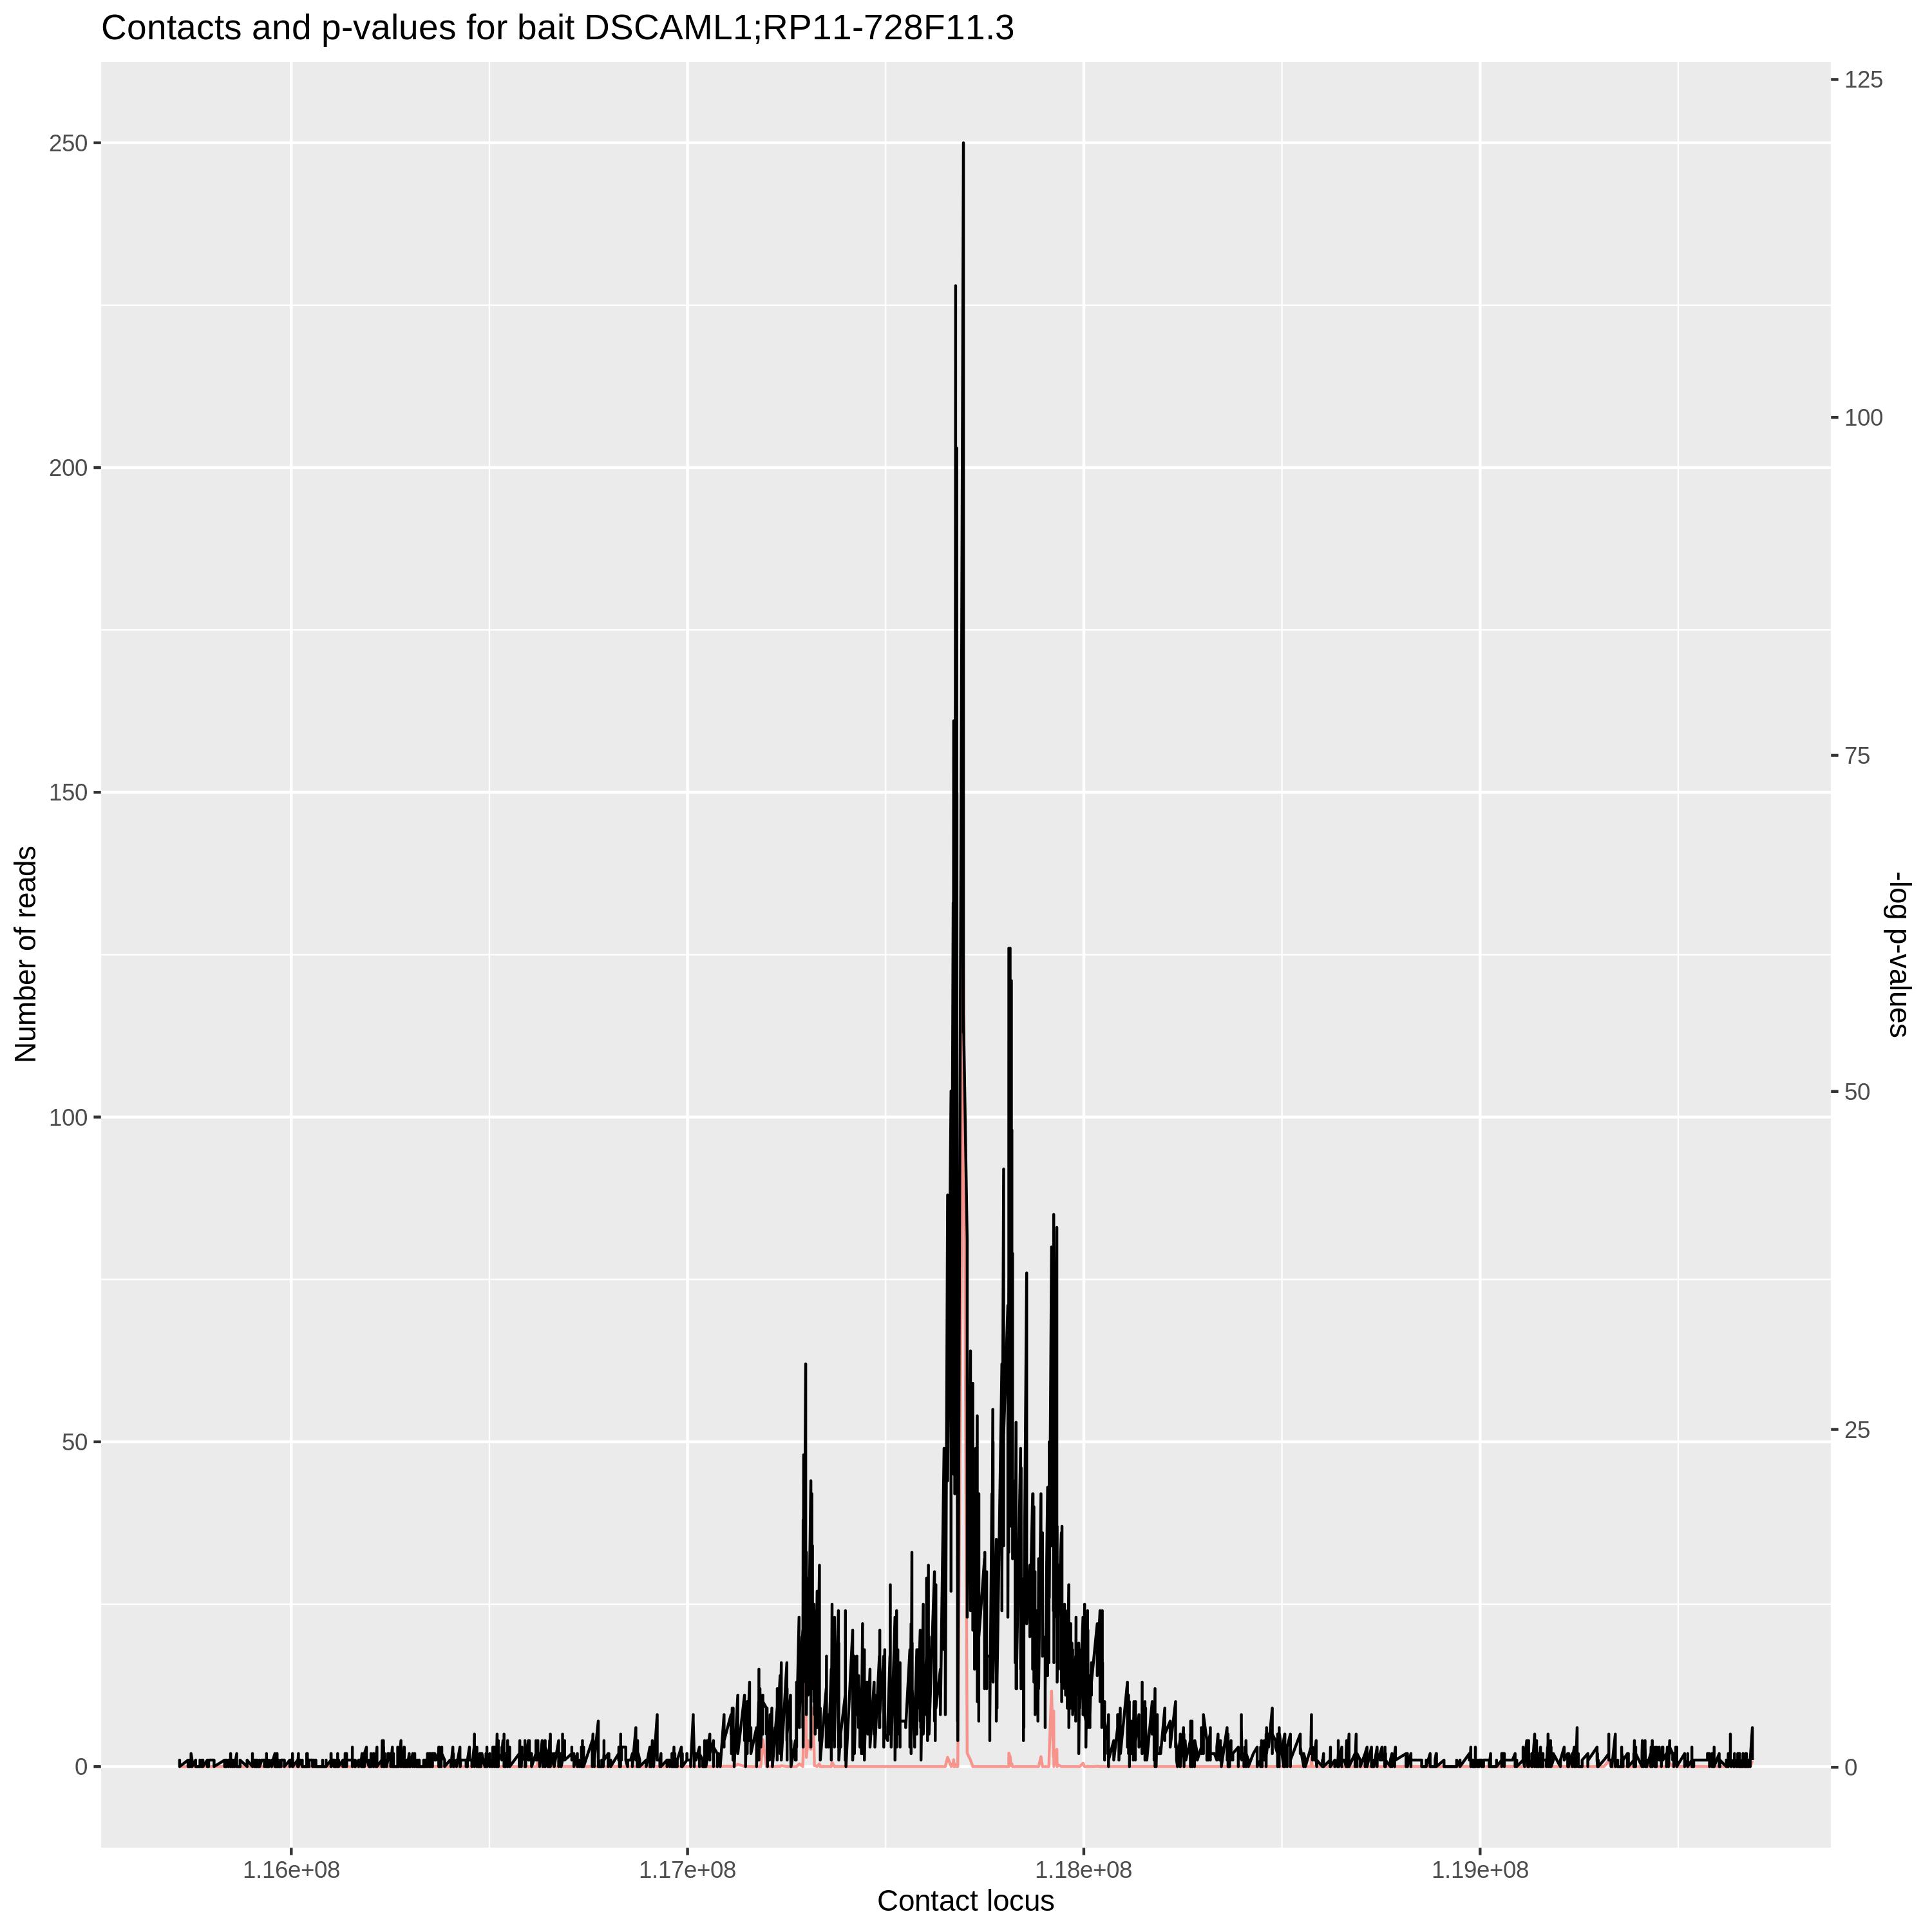 Contacts and p-values for bait DSCAML1;RP11-728F11.3
Number of reads
250
200
150
100
50
0
125
100
75
50
25
0
-log p-values
1.16e+08 1.17e+08 1.18e+08 1.19e+08
Contact locus